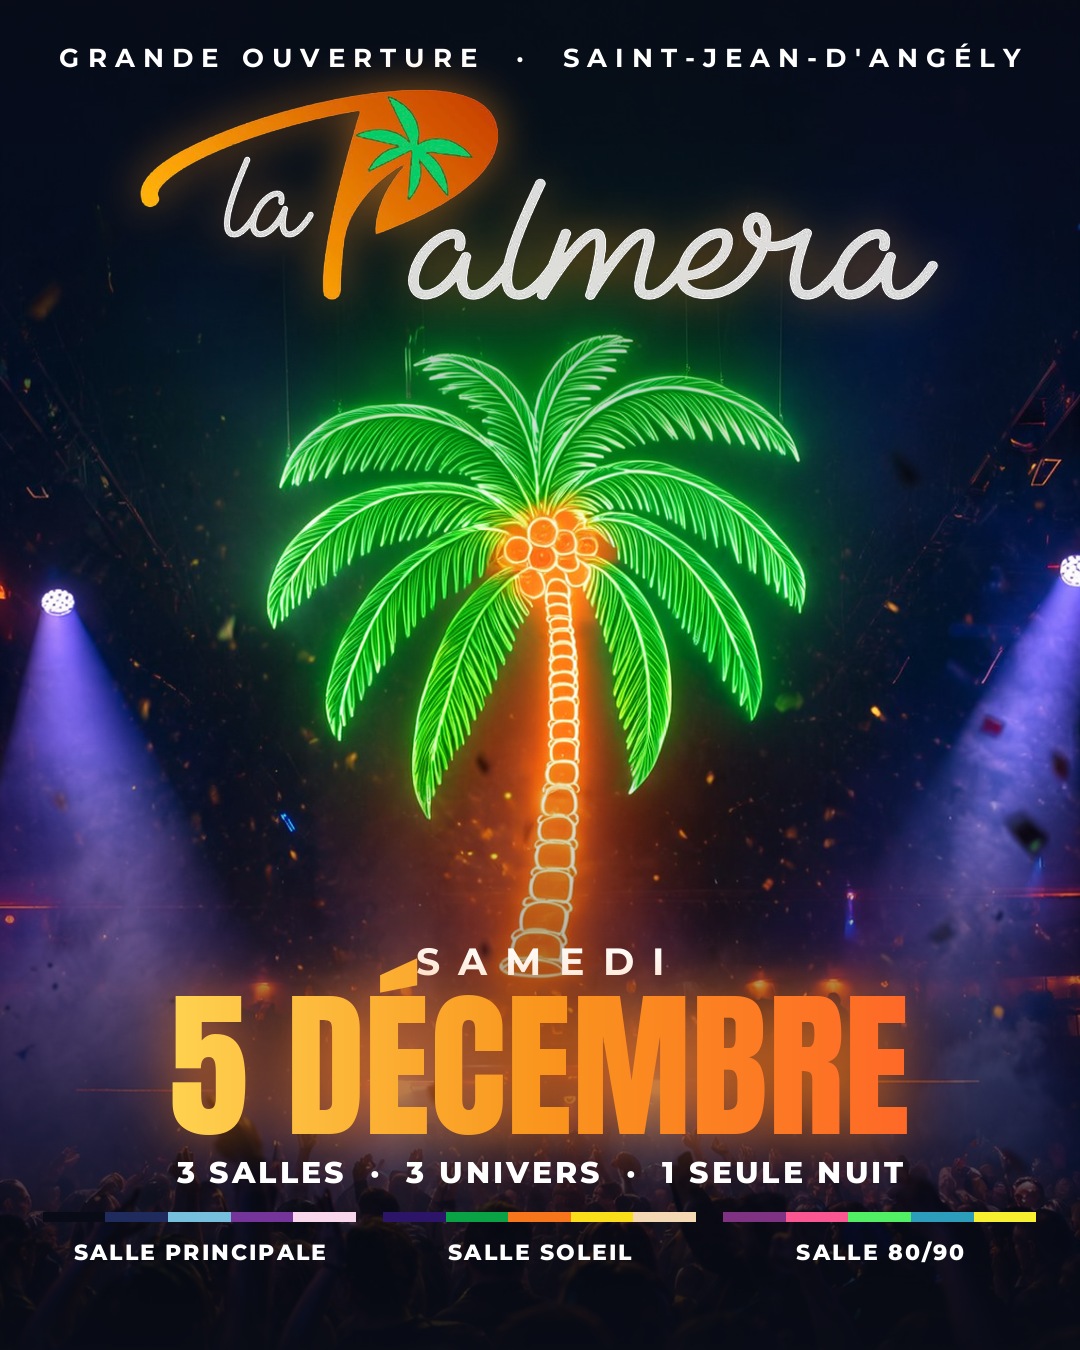 GRANDE OUVERTURE · SAINT-JEAN-D'ANGÉLY
la Palmera
SAMEDI
5 DÉCEMBRE
3 SALLES · 3 UNIVERS · 1 SEULE NUIT
SALLE PRINCIPALE
SALLE SOLEIL
SALLE 80/90